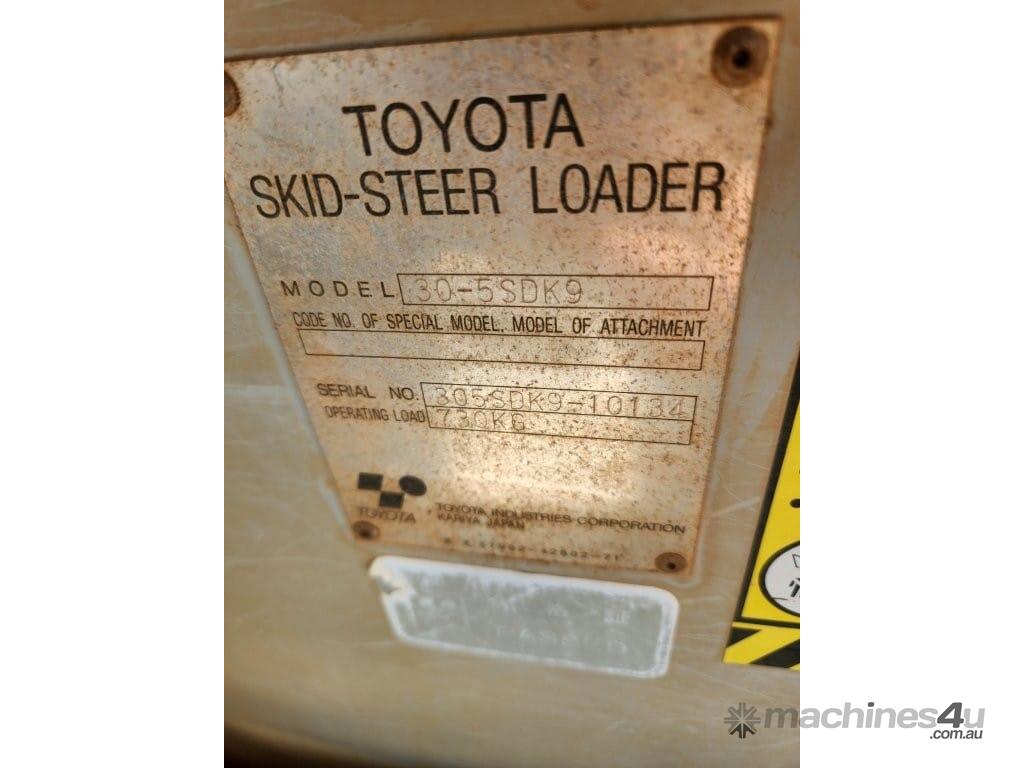 TOYOTA
SKID-STEER LOADER
MODEL 30-5SDK9
CODE NO. OF SPECIAL MODEL, MODEL OF ATTACHMENT
SERIAL NO. 305SDK9-10134
OPERATING LOAD 730KG
TOYOTA
TOYOTA INDUSTRIES CORPORATION
KARIYA JAPAN
machines4u
.com.au